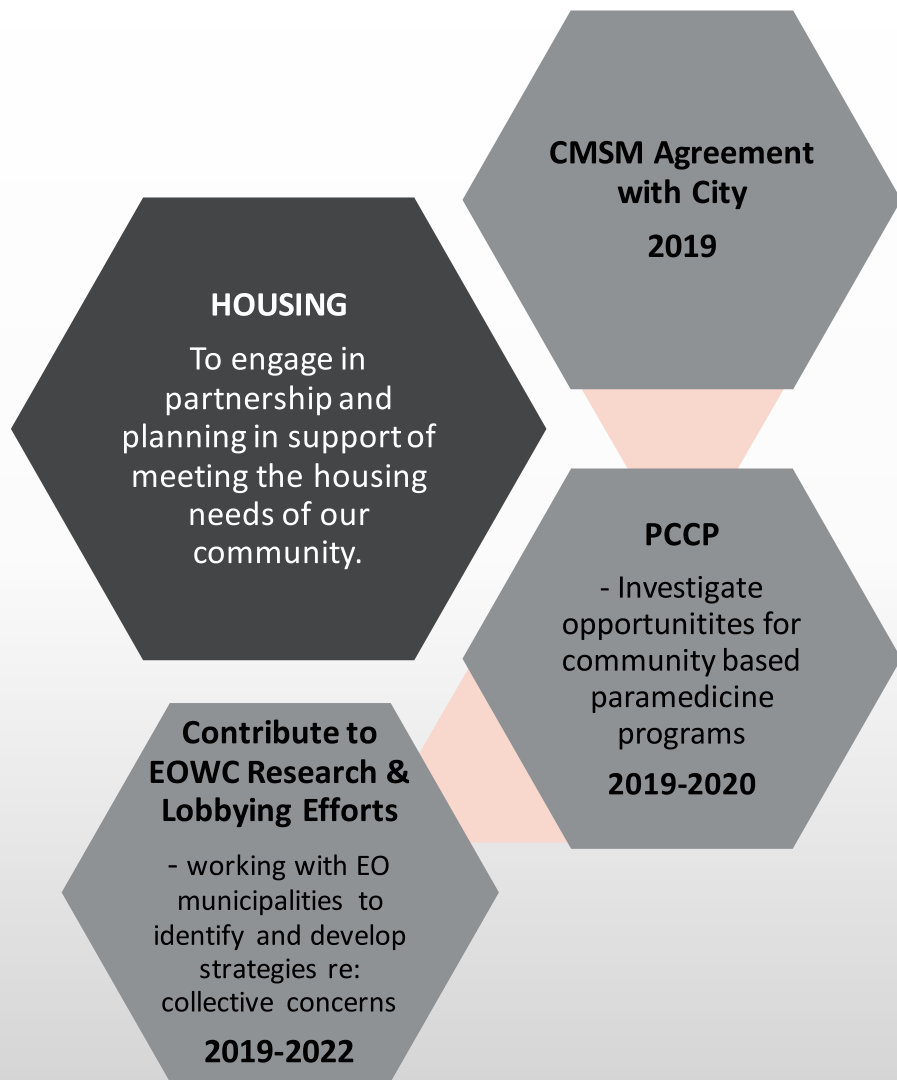 HOUSING
To engage in
partnership and
planning in support of
meeting the housing
needs of our
community.
CMSM Agreement
with City
2019
PCCP
- Investigate
opportunitites for
community based
paramedicine
programs
2019-2020
Contribute to
EOWC Research &
Lobbying Efforts
- working with EO
municipalities to
identify and develop
strategies re:
collective concerns
2019-2022